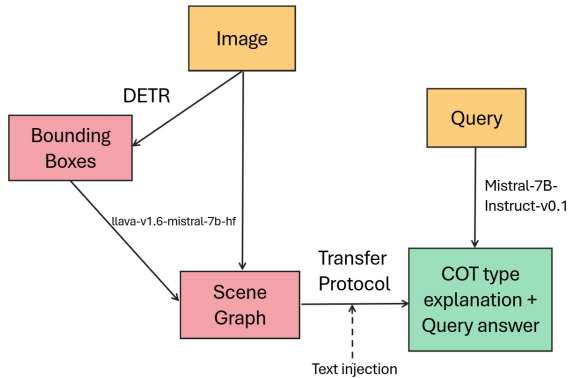 Image
DETR
Bounding
Boxes
Query
Mistral-7B-
Instruct-v0.1
llava-v1.6-mistral-7b-hf
Transfer
Protocol
Scene
Graph
COT type
explanation +
Query answer
Text injection